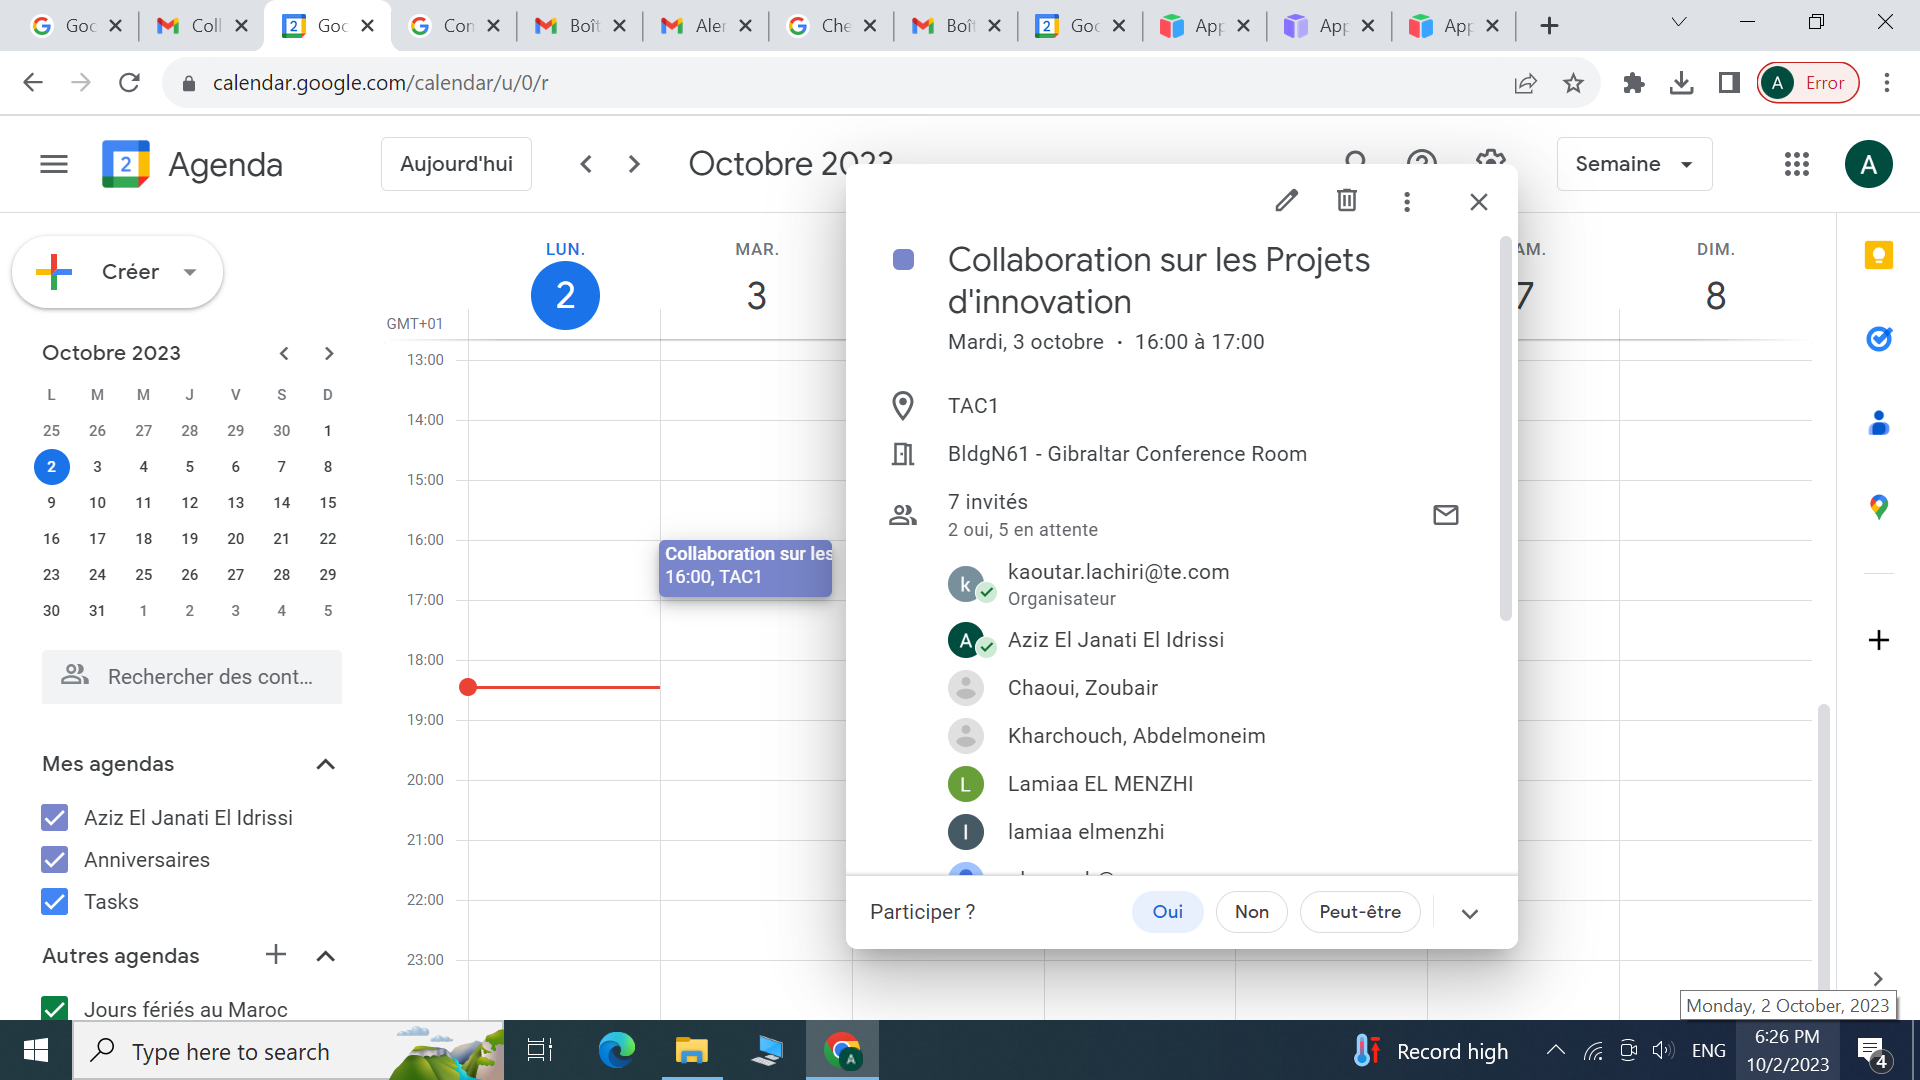 Goo
Coll
Goo
Con
Boît
Aler
Che
Boît
Goo
App
App
App
calendar.google.com/calendar/u/0/r
A
Error
2
Agenda
Aujourd'hui
Octobre 2023
Semaine
A
Créer
Octobre 2023
L M M J V S D
25 26 27 28 29 30 1
2 3 4 5 6 7 8
9 10 11 12 13 14 15
16 17 18 19 20 21 22
23 24 25 26 27 28 29
30 31 1 2 3 4 5
Rechercher des cont...
Mes agendas
Aziz El Janati El Idrissi
Anniversaires
Tasks
Autres agendas
Jours fériés au Maroc
LUN.
2
MAR.
3
AM.
7
DIM.
8
GMT+01
13:00
14:00
15:00
16:00
17:00
18:00
19:00
20:00
21:00
22:00
23:00
Collaboration sur les
16:00, TAC1
Collaboration sur les Projets
d'innovation
Mardi, 3 octobre · 16:00 à 17:00
TAC1
BldgN61 - Gibraltar Conference Room
7 invités
2 oui, 5 en attente
k
kaoutar.lachiri@te.com
Organisateur
A
Aziz El Janati El Idrissi
Chaoui, Zoubair
Kharchouch, Abdelmoneim
L
Lamiaa EL MENZHI
l
lamiaa elmenzhi
Participer ?
Oui
Non
Peut-être
Monday, 2 October, 2023
Type here to search
A
Record high
ENG
6:26 PM
10/2/2023
4